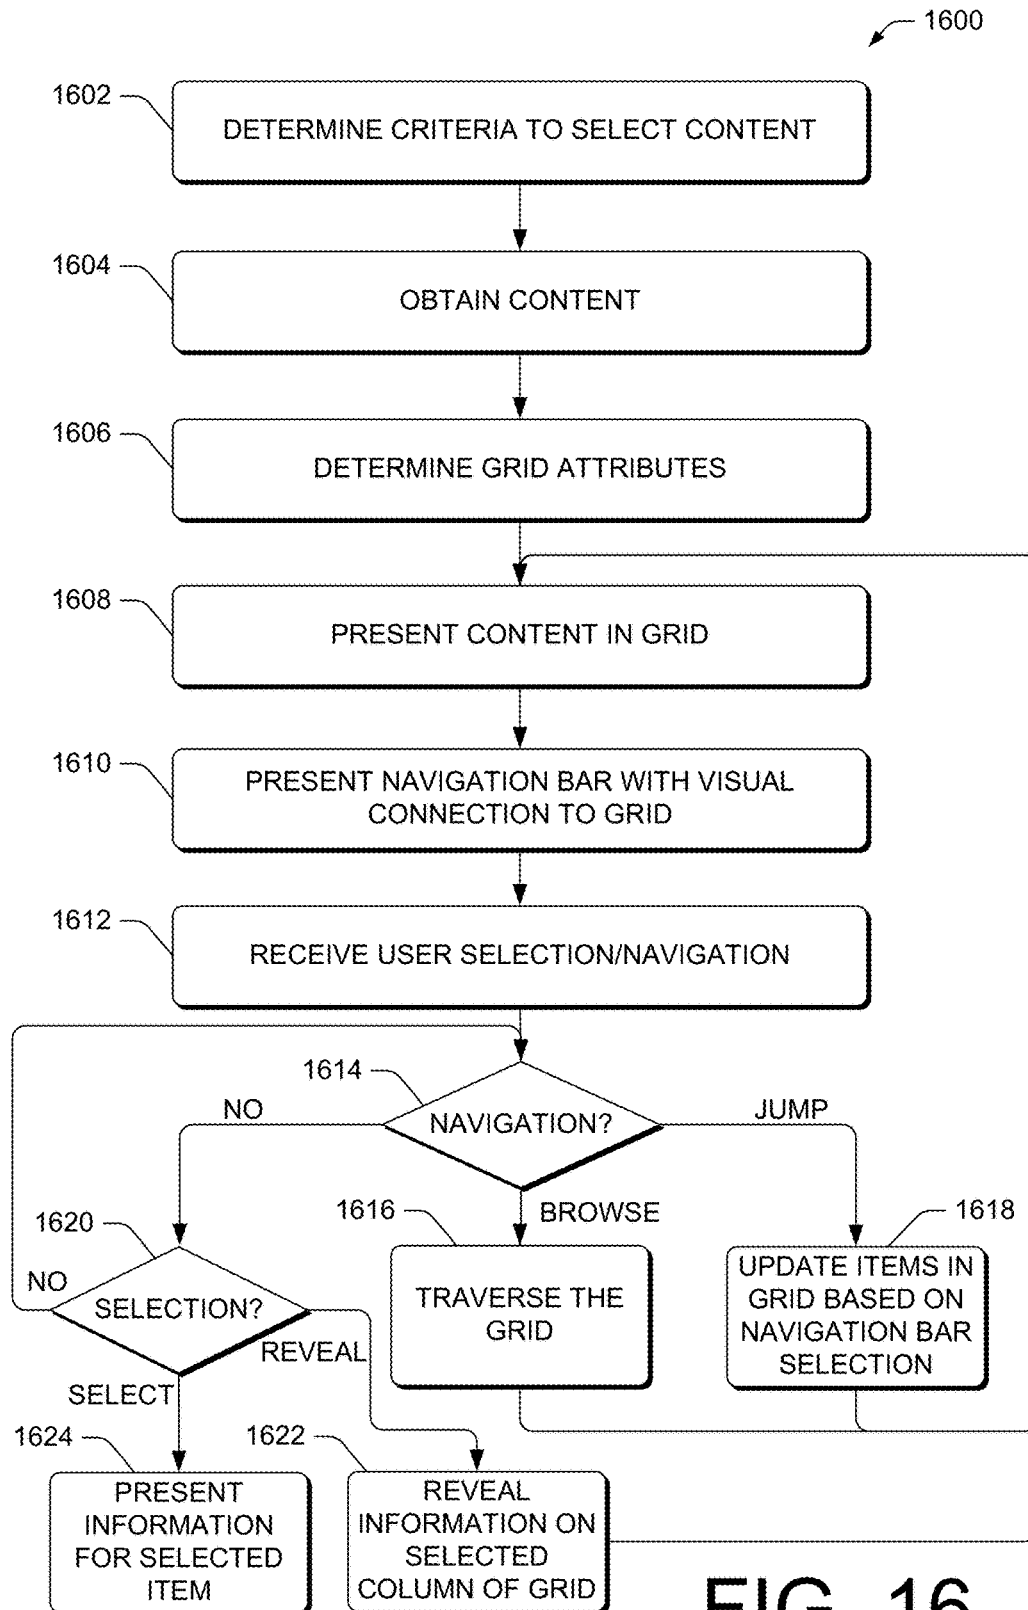 1600
1602
DETERMINE CRITERIA TO SELECT CONTENT
1604
OBTAIN CONTENT
1606
DETERMINE GRID ATTRIBUTES
1608
PRESENT CONTENT IN GRID
1610
PRESENT NAVIGATION BAR WITH VISUAL
CONNECTION TO GRID
1612
RECEIVE USER SELECTION/NAVIGATION
1614
NAVIGATION?
NO
JUMP
BROWSE
1616
TRAVERSE THE
GRID
1618
UPDATE ITEMS IN
GRID BASED ON
NAVIGATION BAR
SELECTION
1620
SELECTION?
NO
REVEAL
SELECT
1624
PRESENT
INFORMATION
FOR SELECTED
ITEM
1622
REVEAL
INFORMATION ON
SELECTED
COLUMN OF GRID
FIG. 16